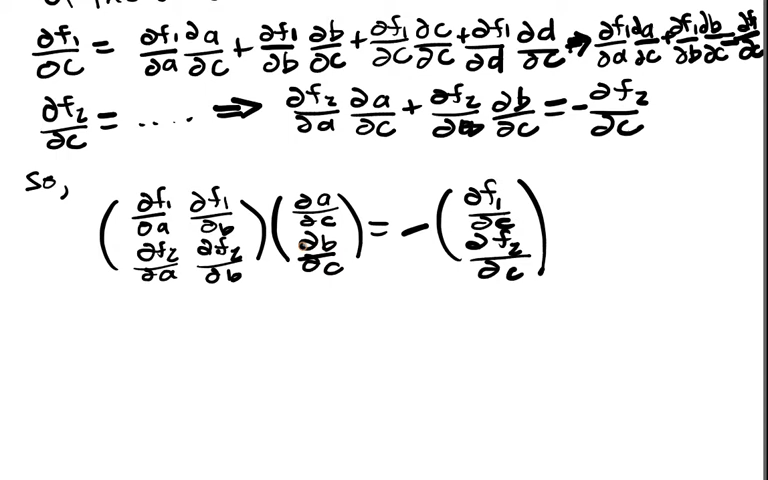 ∂f₁/∂c = ∂f₁/∂a ∂a/∂c + ∂f₁/∂b ∂b/∂c + ∂f₁/∂c ∂c/∂c + ∂f₁/∂d ∂d/∂c ⇒ ∂f₁/∂a ∂a/∂c + ∂f₁/∂b ∂b/∂c = -∂f₁/∂c
∂f₂/∂c = .... ⇒ ∂f₂/∂a ∂a/∂c + ∂f₂/∂b ∂b/∂c = -∂f₂/∂c
So,
(∂f₁/∂a ∂f₁/∂b) (∂a/∂c) = - (∂f₁/∂c)
(∂f₂/∂a ∂f₂/∂b) (∂b/∂c) (∂f₂/∂c)